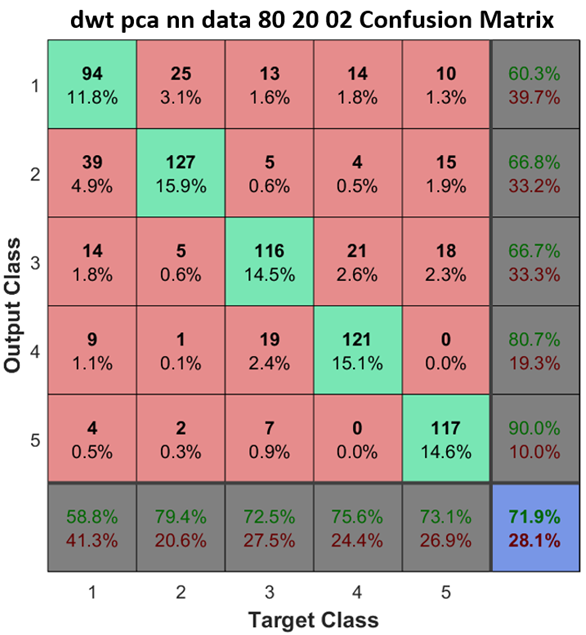 dwt pca nn data 80 20 02 Confusion Matrix
1 94 25 13 14 10 60.3%
11.8% 3.1% 1.6% 1.8% 1.3% 39.7%
2 39 127 5 4 15 66.8%
4.9% 15.9% 0.6% 0.5% 1.9% 33.2%
3 14 5 116 21 18 66.7%
1.8% 0.6% 14.5% 2.6% 2.3% 33.3%
4 9 1 19 121 0 80.7%
1.1% 0.1% 2.4% 15.1% 0.0% 19.3%
5 4 2 7 0 117 90.0%
0.5% 0.3% 0.9% 0.0% 14.6% 10.0%
58.8% 79.4% 72.5% 75.6% 73.1% 71.9%
41.3% 20.6% 27.5% 24.4% 26.9% 28.1%
1 2 3 4 5
Target Class
Output Class